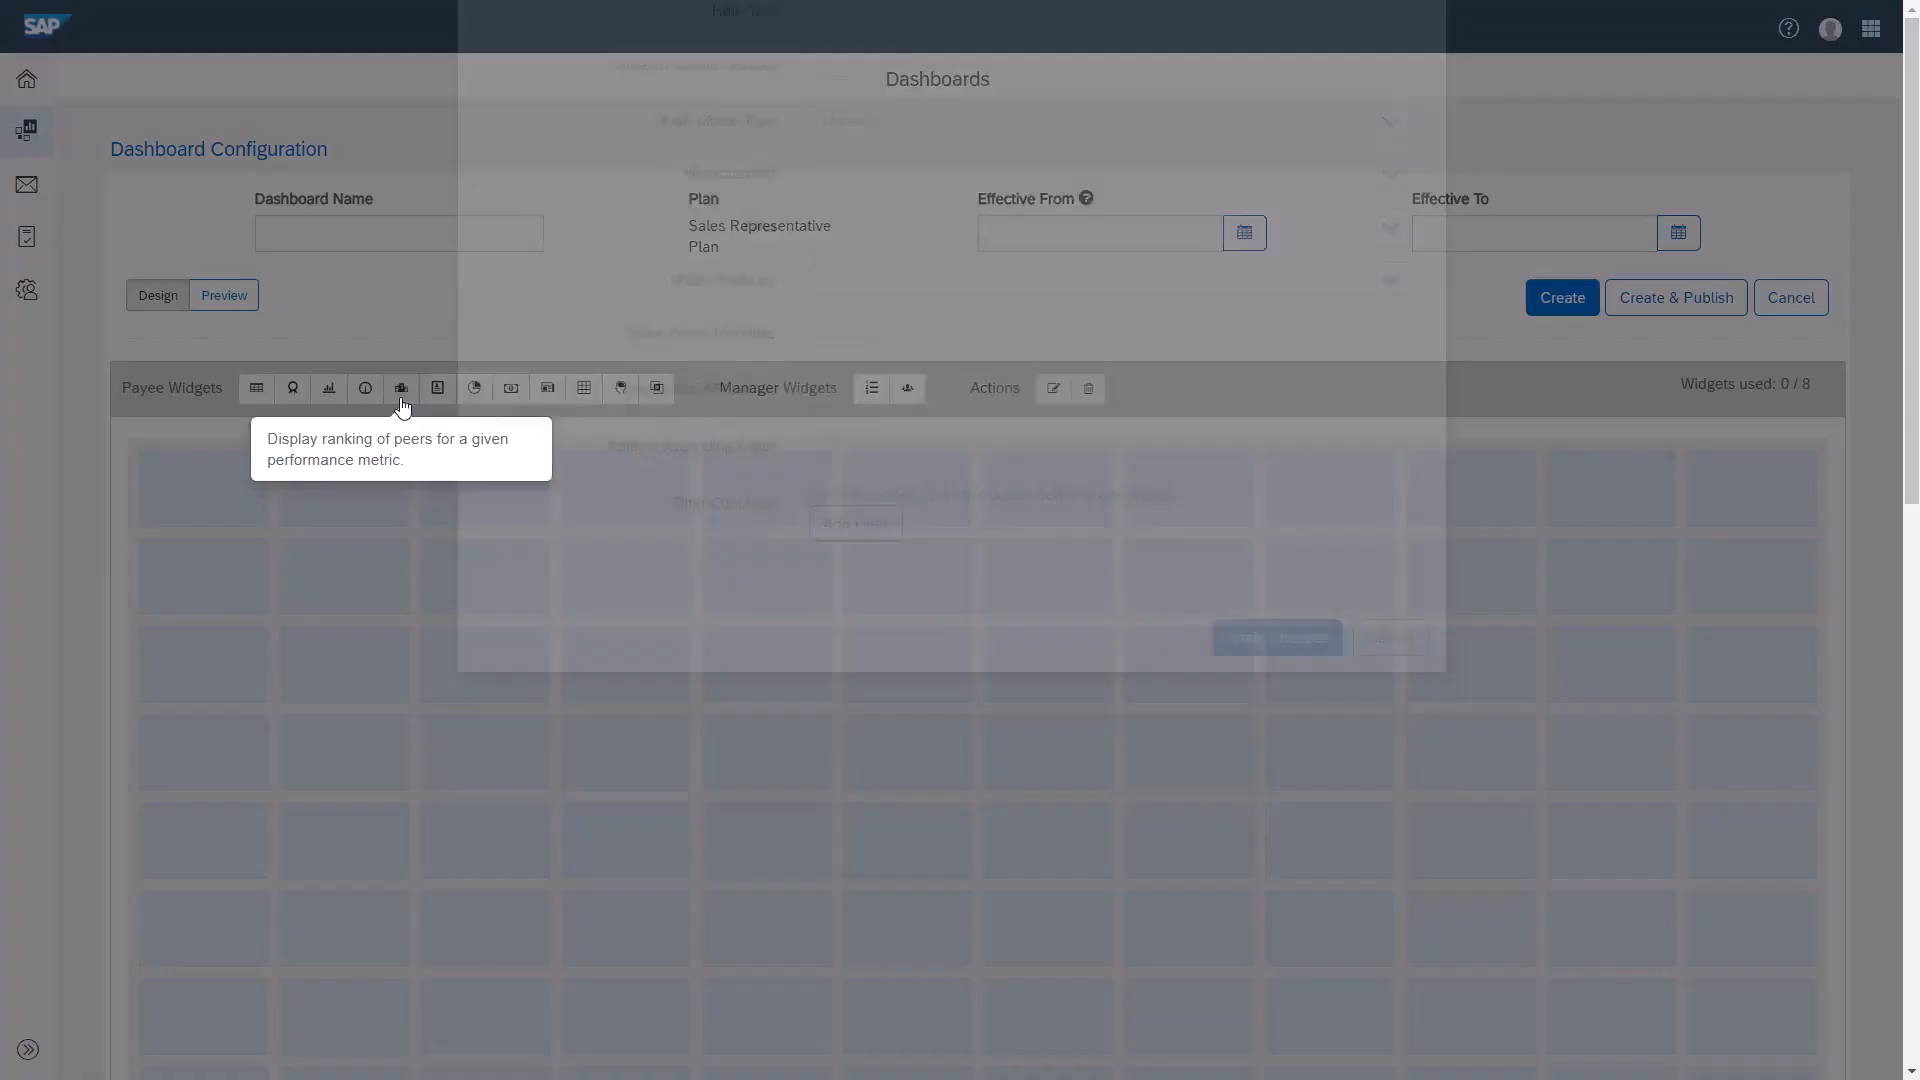 SAP
Dashboards
Dashboard Configuration
Dashboard Name
Plan
Effective From
Effective To
Sales Representative
Plan
Design
Preview
Create
Create & Publish
Cancel
Payee Widgets
Manager Widgets
Actions
Widgets used: 0 / 8
Display ranking of peers for a given
performance metric.